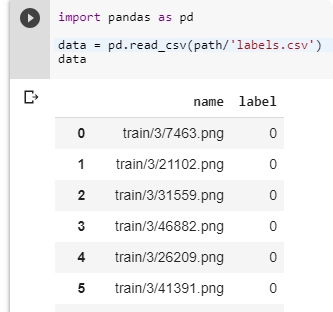 import pandas as pd
data = pd.read_csv(path/'labels.csv')
data
name label
0 train/3/7463.png 0
1 train/3/21102.png 0
2 train/3/31559.png 0
3 train/3/46882.png 0
4 train/3/26209.png 0
5 train/3/41391.png 0